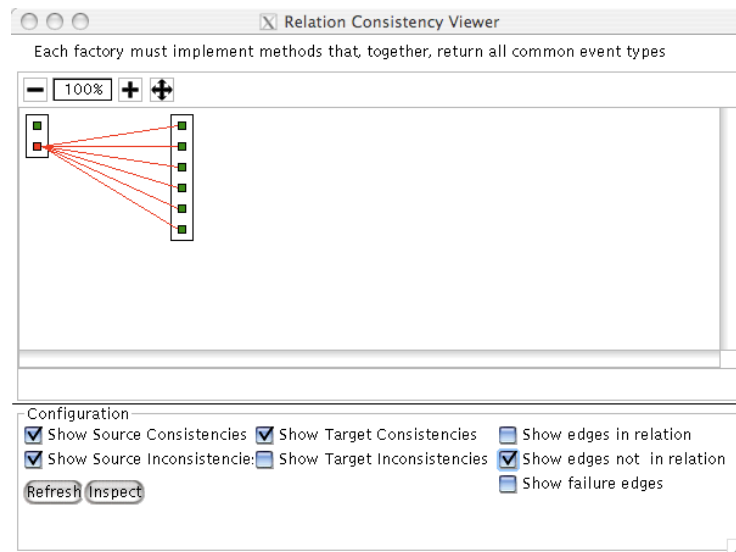 Relation Consistency Viewer
Each factory must implement methods that, together, return all common event types
100%
Configuration
Show Source Consistencies Show Target Consistencies Show edges in relation
Show Source Inconsistencie: Show Target Inconsistencies Show edges not in relation
Refresh Inspect Show failure edges